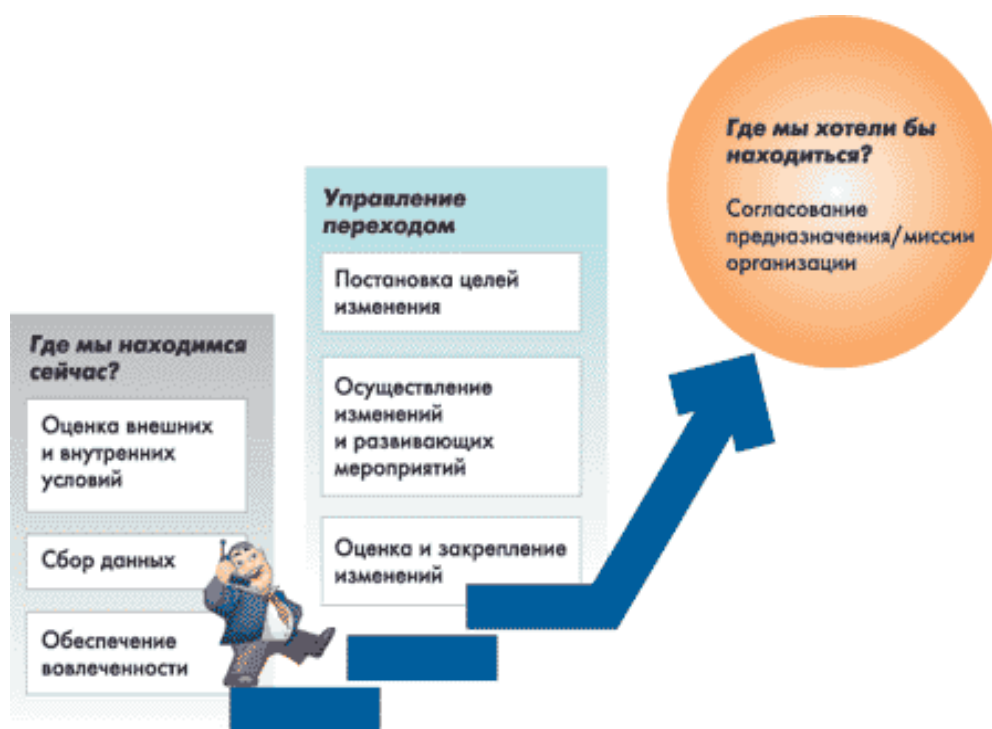 Где мы находимся
сейчас?
Оценка внешних
и внутренних
условий
Сбор данных
Обеспечение
вовлеченности
Управление
переходом
Постановка целей
изменения
Осуществление
изменений
и развивающих
мероприятий
Оценка и закрепление
изменений
Где мы хотели бы
находиться?
Согласование
предназначения/миссии
организации